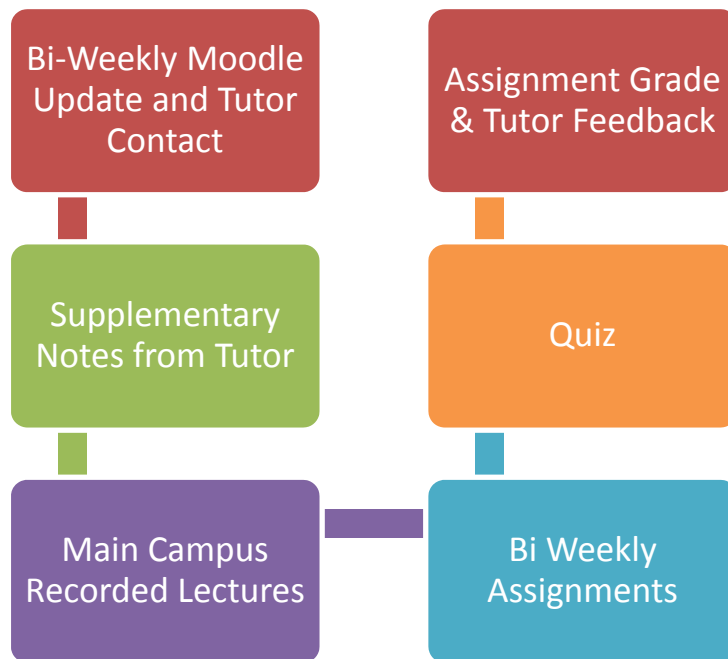 Bi-Weekly Moodle
Update and Tutor
Contact
Supplementary
Notes from Tutor
Main Campus
Recorded Lectures
Bi Weekly
Assignments
Quiz
Assignment Grade
& Tutor Feedback